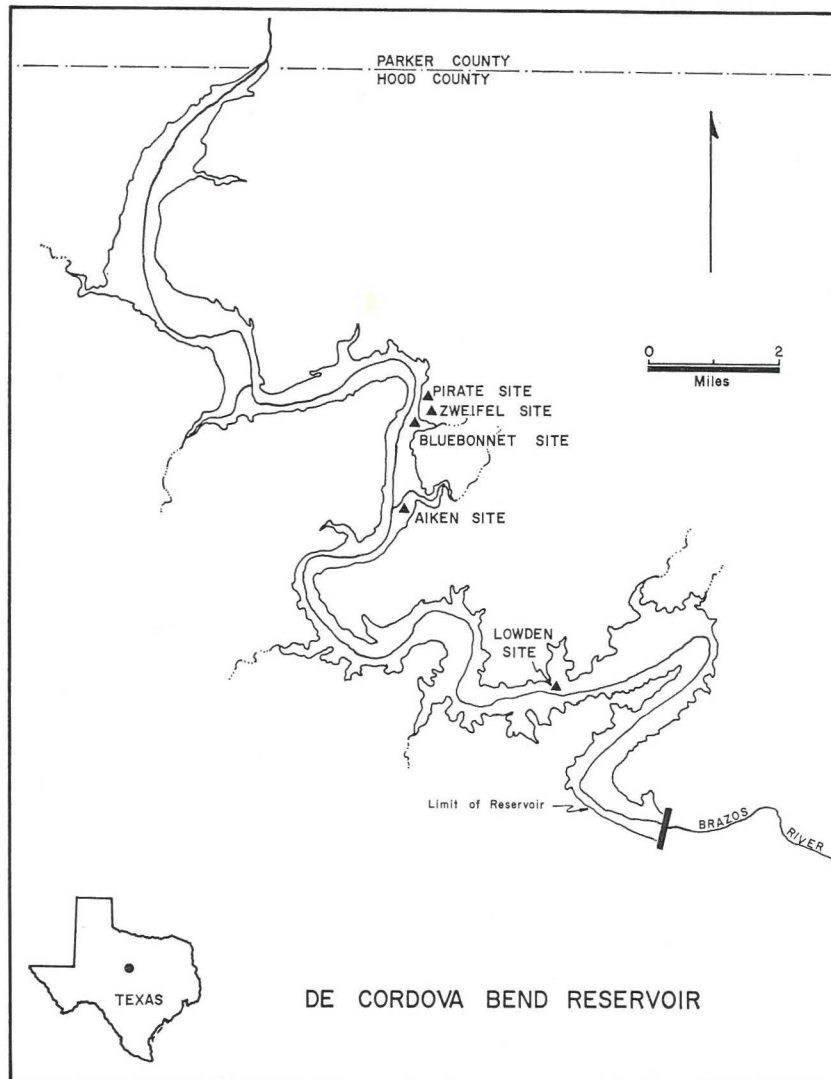 PARKER COUNTY
HOOD COUNTY
0 2
Miles
PIRATE SITE
ZWEIFEL SITE
BLUEBONNET SITE
AIKEN SITE
LOWDEN
SITE
Limit of Reservoir
BRAZOS
RIVER
TEXAS
DE CORDOVA BEND RESERVOIR